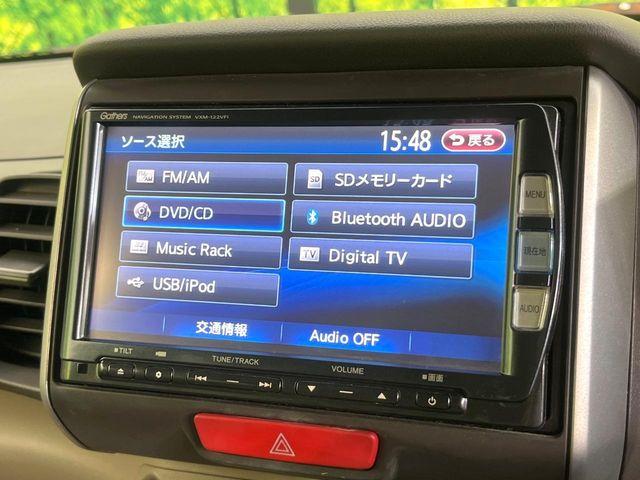 Gathers NAVIGATION SYSTEM VXM-122VFi
ソース選択 15:48 戻る
FM/AM
SD SDメモリーカード
DVD/CD
Bluetooth AUDIO
Music Rack
TV Digital TV
USB/iPod
交通情報 Audio OFF
MENU
現在地
AUDIO
TILT
TUNE/TRACK
VOLUME
画面